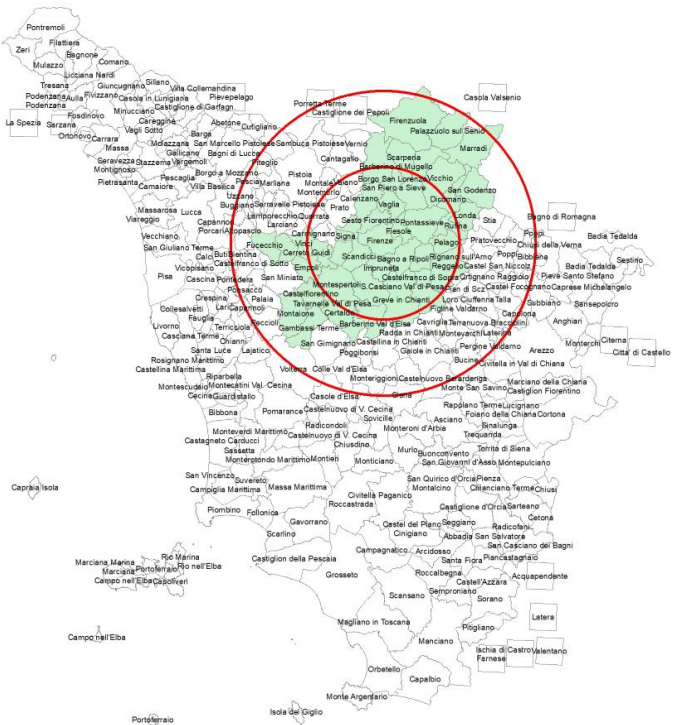 Pontremoli
Zeri
Filattiera
Bagnone
Mulazzo
Comano
Licciana Nardi
Tresana
Giuncugnano
Sillano
Villa Collemandina
Podenzana
Aulla
Fivizzano
Casola in Lunigiana
Pievepelago
Podenzana
Minucciano
Castiglione di Garfagn.
Porretta Terme
Castiglione dei Pepoli
Casola Valsenio
La Spezia
Sarzana
Fosdinovo
Careggine
Abetone
Cutigliano
Firenzuola
Ortonovo
Carrara
Vagli Sotto
Barga
Palazzuolo sul Senio
Massa
Molazzana
San Marcello Pistoiese
Sambuca Pistoiese
Vernio
Marradi
Seravezza
Stazzema
Vergemoli
Gallicano
Bagni di Lucca
Piteglio
Cantagallo
Scarperia
Montignoso
Barberino di Mugello
Pietrasanta
Camaiore
Pescaglia
Borgo a Mozzano
Villa Basilica
Pescia
Marliana
Pistoia
Montale
Vaiano
Borgo San Lorenzo
Vicchio
San Piero a Sieve
San Godenzo
Uzzano
Montemurlo
Dicomano
Buggiano
Serravalle Pistoiese
Prato
Calenzano
Vaglia
Massarosa
Lucca
Lamporecchio
Quarrata
Londa
Stia
Bagno di Romagna
Viareggio
Capannori
Larciano
Sesto Fiorentino
Pontassieve
Rufina
Vecchiano
Porcari
Altopascio
Carmignano
Signa
Fiesole
Poppi
Badia Tedalda
San Giuliano Terme
Fucecchio
Vinci
Firenze
Pelago
Pratovecchio
Chiusi della Verna
Calci
Buti
Bientina
Cerreto Guidi
Scandicci
Bagno a Ripoli
Rignano sull'Arno
Poppi
Bibbiena
Sestino
Vicopisano
Castelfranco di Sotto
Empoli
Impruneta
Reggello
Castel San Niccolz
Badia Tedalda
Pisa
Cascina
Pontedera
San Miniato
Montespertoli
S. Casciano Val di Pesa
Castelfranco di Sopra
Ortignano Raggiolo
Pieve Santo Stefano
Ponsacco
Castelfiorentino
Pian di Scz
Castel Focognano
Caprese Michelangelo
Crespina
Palaia
Tavarnelle Val di Pesa
Greve in Chianti
Loro Ciuffenna
Talla
Collesalvetti
Lari
Capannoli
Montaione
Certaldo
Figline Valdarno
Subbiano
Sansepolcro
Fauglia
Peccioli
Capolona
Livorno
Terricciola
Gambassi Terme
Barberino Val d'Elsa
Cavriglia
Terranuova Bracciolini
Anghiari
Casciana Terme
Chianni
San Gimignano
Radda in Chianti
Montevarchi
Laterina
Monterchi
Citerna
Santa Luce
Lajatico
Castellina in Chianti
Pergine Valdarno
Rosignano Marittimo
Poggibonsi
Gaiole in Chianti
Arezzo
Citta' di Castello
Castellina Marittima
Volterra
Colle Val d'Elsa
Bucine
Civitella in Val di Chiana
Riparbella
Monteriggioni
Castelnuovo Berardenga
Marciano della Chiana
Montescudaio
Montecatini Val. Cecina
Monte San Savino
Castiglion Fiorentino
Cecina
Guardistallo
Casole d'Elsa
Siena
Rapolano Terme
Lucignano
Bibbona
Pomarance
Castelnuovo di V. Cecina
Sovicille
Asciano
Foiano della Chiana
Cortona
Monteverdi Marittimo
Radicondoli
Monteroni d'Arbia
Sinalunga
Castagneto Carducci
Castelnuovo di V. Cecina
Trequanda
Sassetta
Chiusdino
Murlo
Buonconvento
Torrita di Siena
Monterotondo Marittimo
Montieri
Monticiano
San Giovanni d'Asso
Montepulciano
San Vincenzo
Suvereto
San Quirico d'Orcia
Pienza
Capraia Isola
Campiglia Marittima
Massa Marittima
Montalcino
Chianciano Terme
Chiusi
Civitella Paganico
Piombino
Follonica
Roccastrada
Castiglione d'Orcia
Sarteano
Gavorrano
Castel del Piano
Seggiano
Cetona
Scarlino
Cinigiano
Radicofani
Abbadia San Salvatore
Marciana Marina
Rio Marina
Castiglion della Pescaia
Campagnatico
Arcidosso
San Casciano dei Bagni
Marciana
Portoferraio
Rio nell'Elba
Santa Fiora
Piancastagnaio
Campo nell'Elba
Capoliveri
Grosseto
Roccalbegna
Castell'Azzara
Acquapendente
Scansano
Semproniano
Sorano
Magliano in Toscana
Latera
Campo nell'Elba
Pitigliano
Manciano
Ischia di Castro
Valentano
Farnese
Orbetello
Capalbio
Monte Argentario
Isola del Giglio
Portoferraio